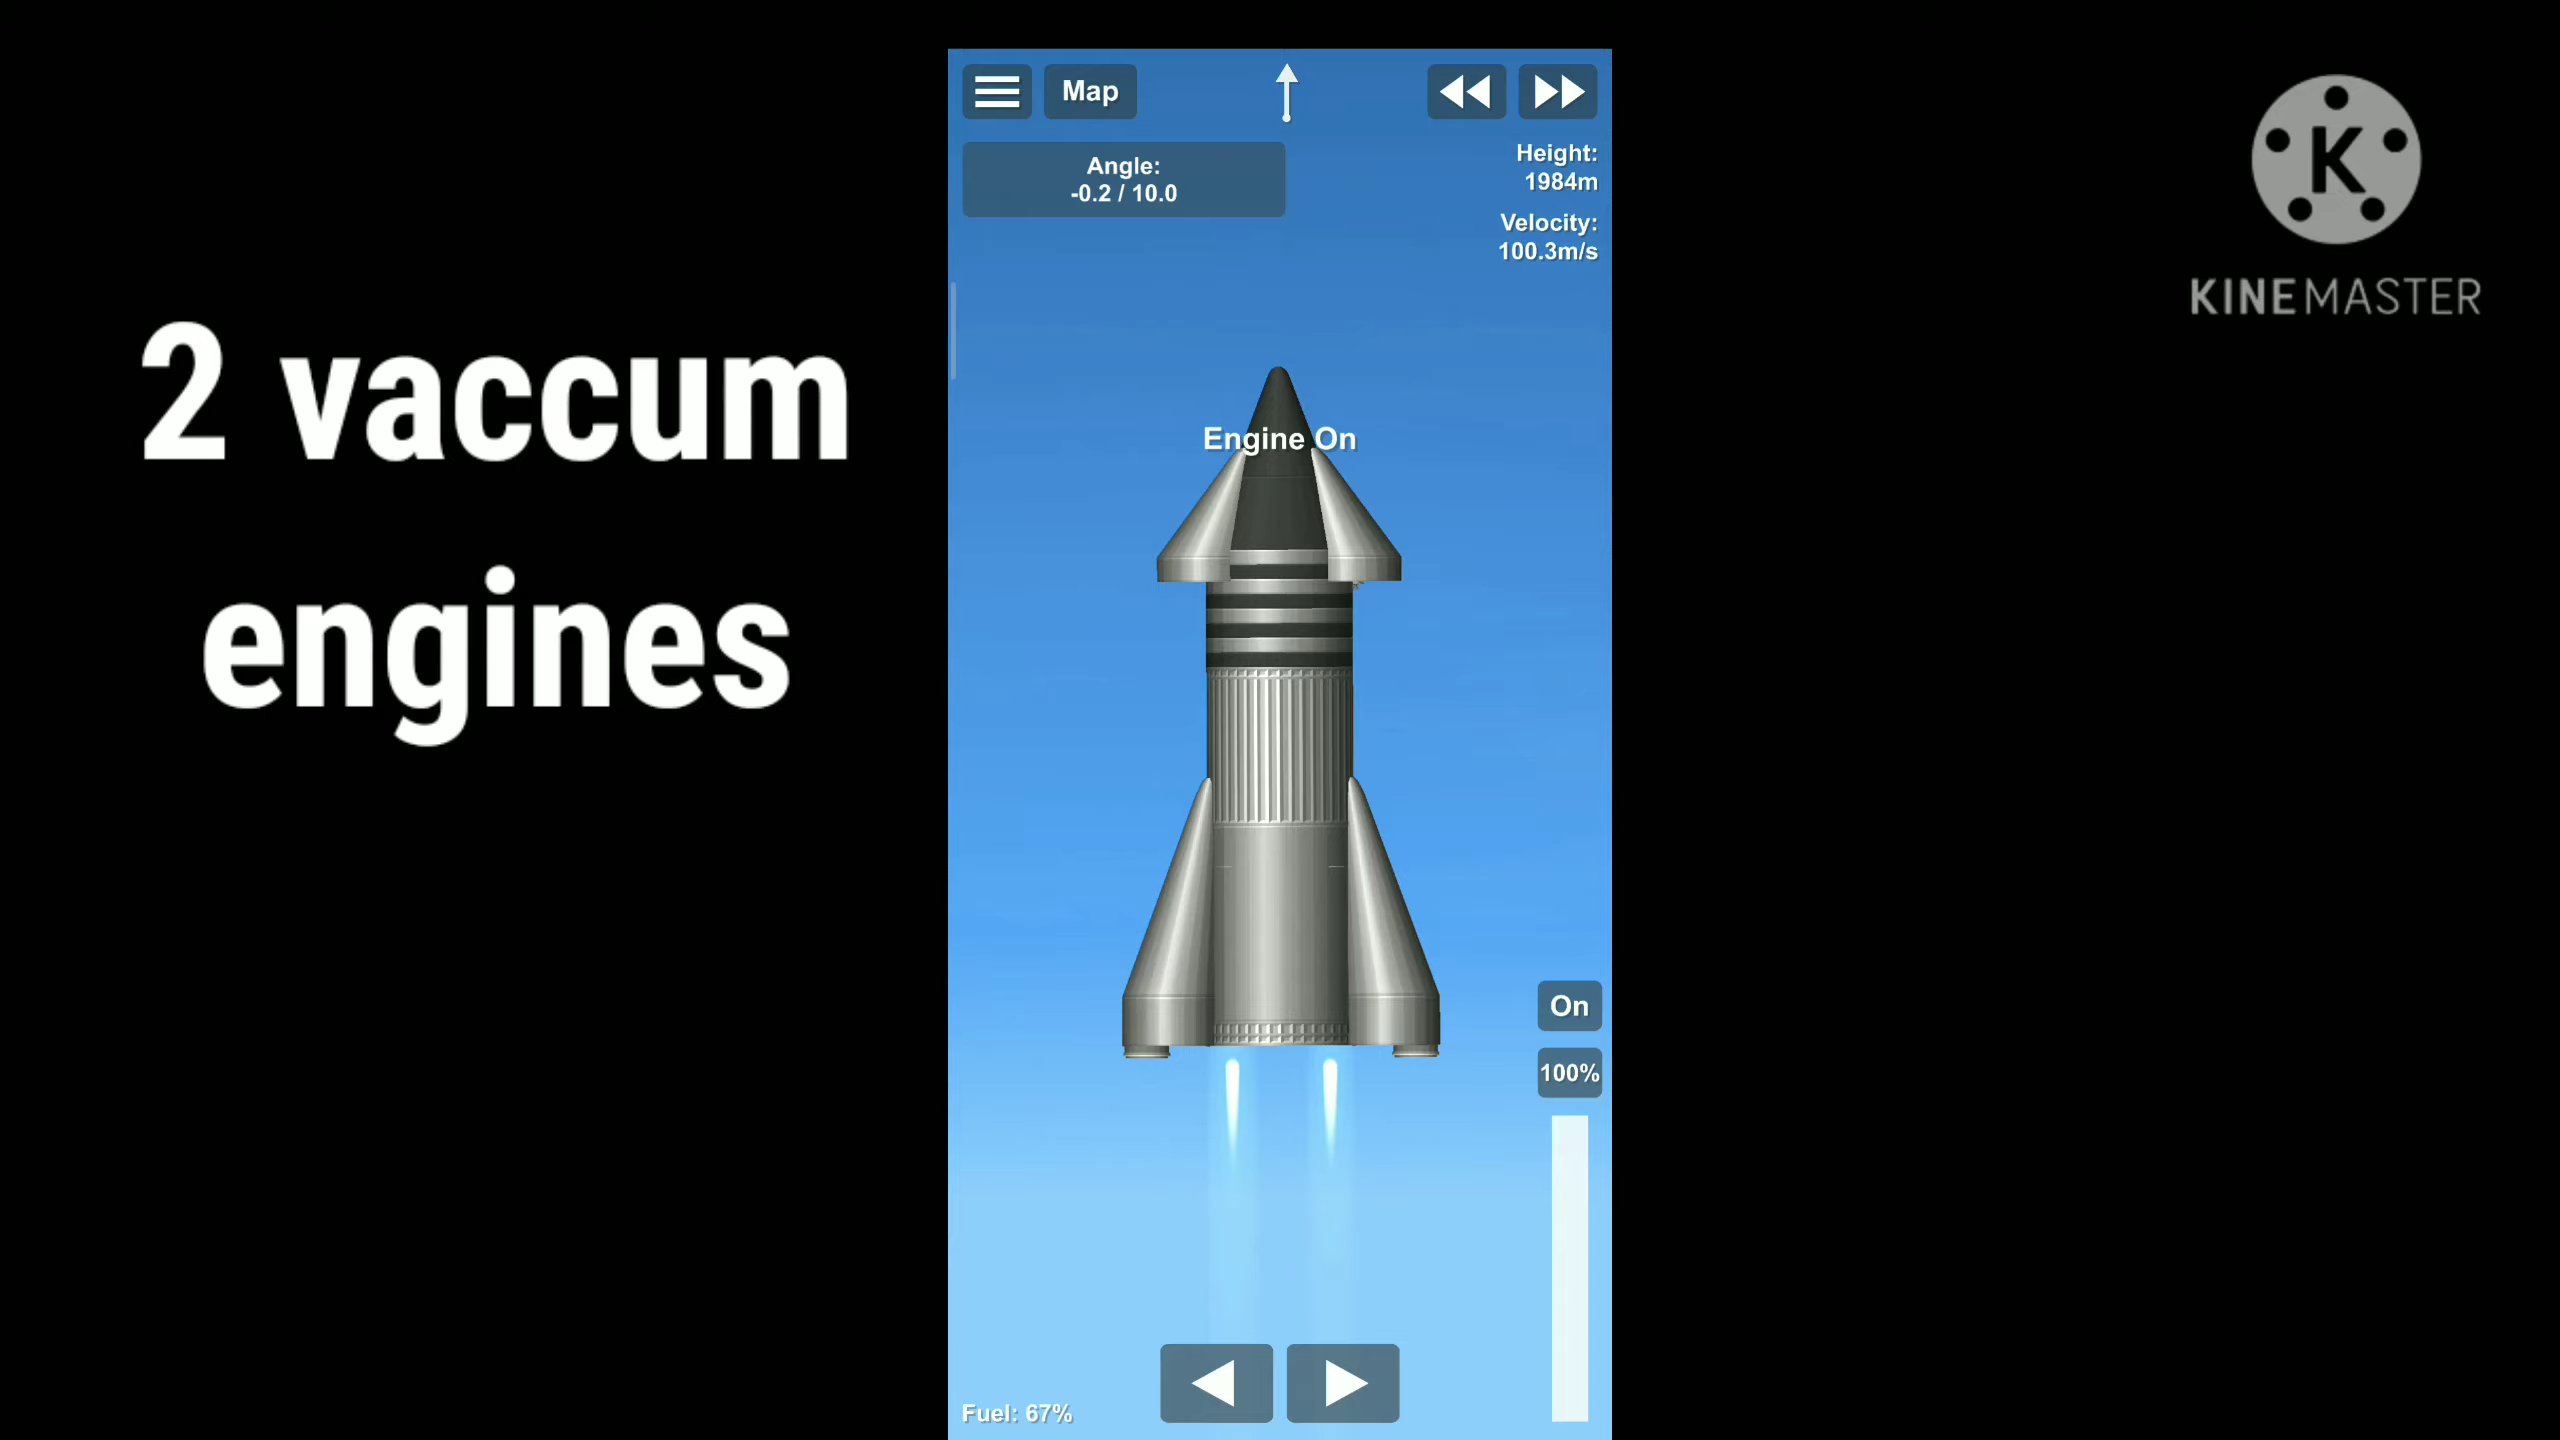 2 vaccum
engines
Map
Angle:
-0.2 / 10.0
Height:
1984m
Velocity:
100.3m/s
Engine On
On
100%
Fuel: 67%
K
KINEMASTER